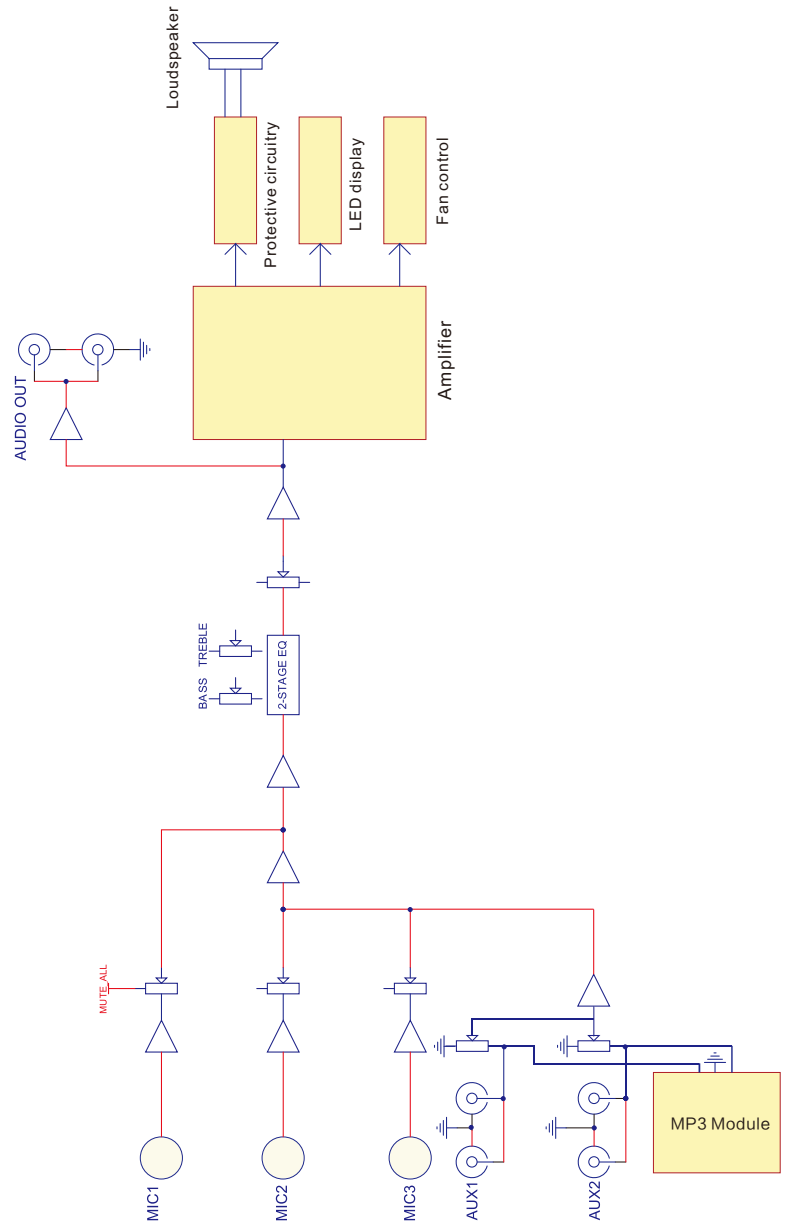 Loudspeaker
Protective circuitry
LED display
Fan control
AUDIO OUT
Amplifier
BASS
TREBLE
2-STAGE EQ
MUTE_ALL
MIC1
MIC2
MIC3
AUX1
AUX2
MP3 Module